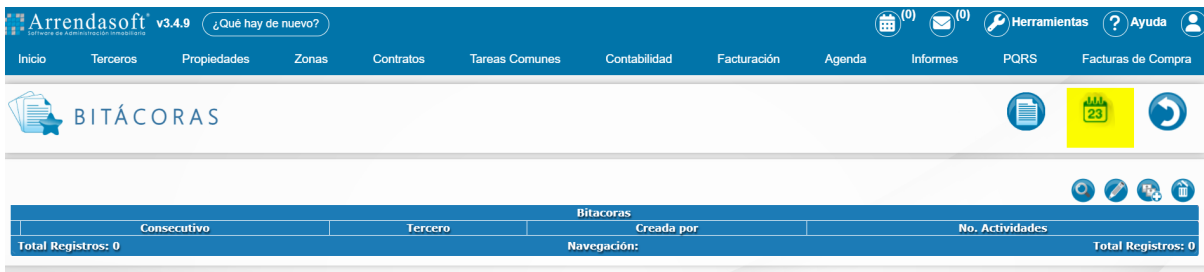 Arrendasoft v3.4.9 ¿Qué hay de nuevo? (0) (0) Herramientas ? Ayuda
Software de Administración Inmobiliaria
Inicio Terceros Propiedades Zonas Contratos Tareas Comunes Contabilidad Facturación Agenda Informes PQRS Facturas de Compra
BITÁCORAS 23
Bitacoras
Consecutivo Tercero Creada por No. Actividades
Total Registros: 0 Navegación: Total Registros: 0